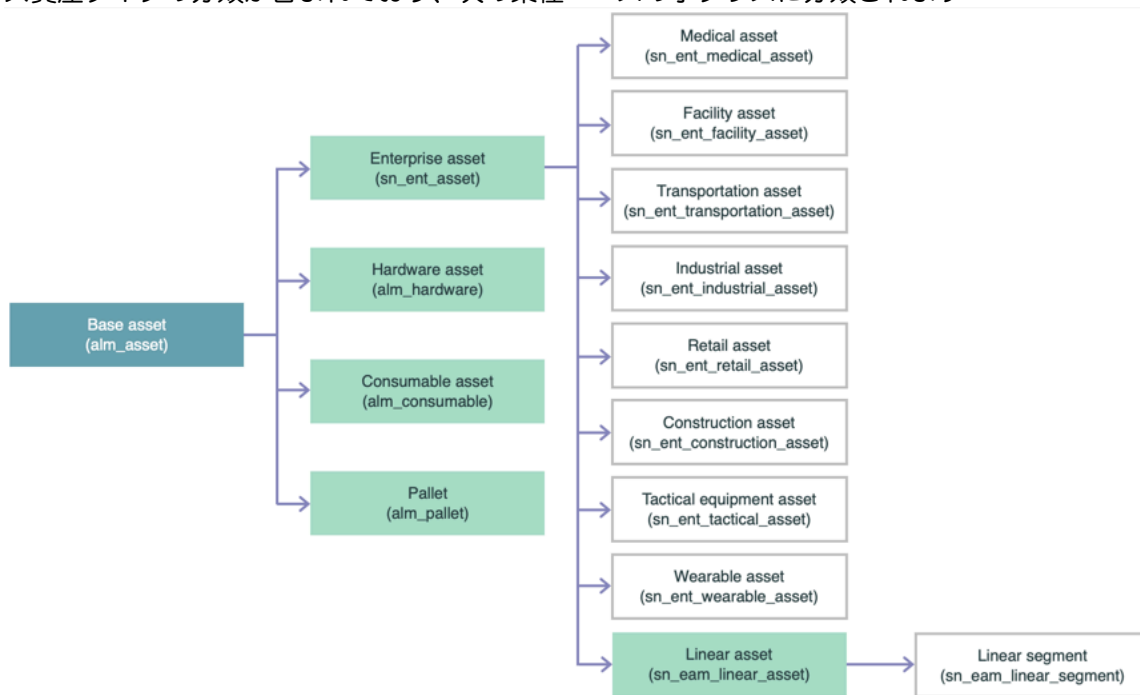 Medical asset
(sn_ent_medical_asset)
Facility asset
(sn_ent_facility_asset)
Enterprise asset
(sn_ent_asset)
Transportation asset
(sn_ent_transportation_asset)
Hardware asset
(alm_hardware)
Industrial asset
(sn_ent_industrial_asset)
Base asset
(alm_asset)
Retail asset
(sn_ent_retail_asset)
Consumable asset
(alm_consumable)
Construction asset
(sn_ent_construction_asset)
Pallet
(alm_pallet)
Tactical equipment asset
(sn_ent_tactical_asset)
Wearable asset
(sn_ent_wearable_asset)
Linear asset
(sn_eam_linear_asset)
Linear segment
(sn_eam_linear_segment)